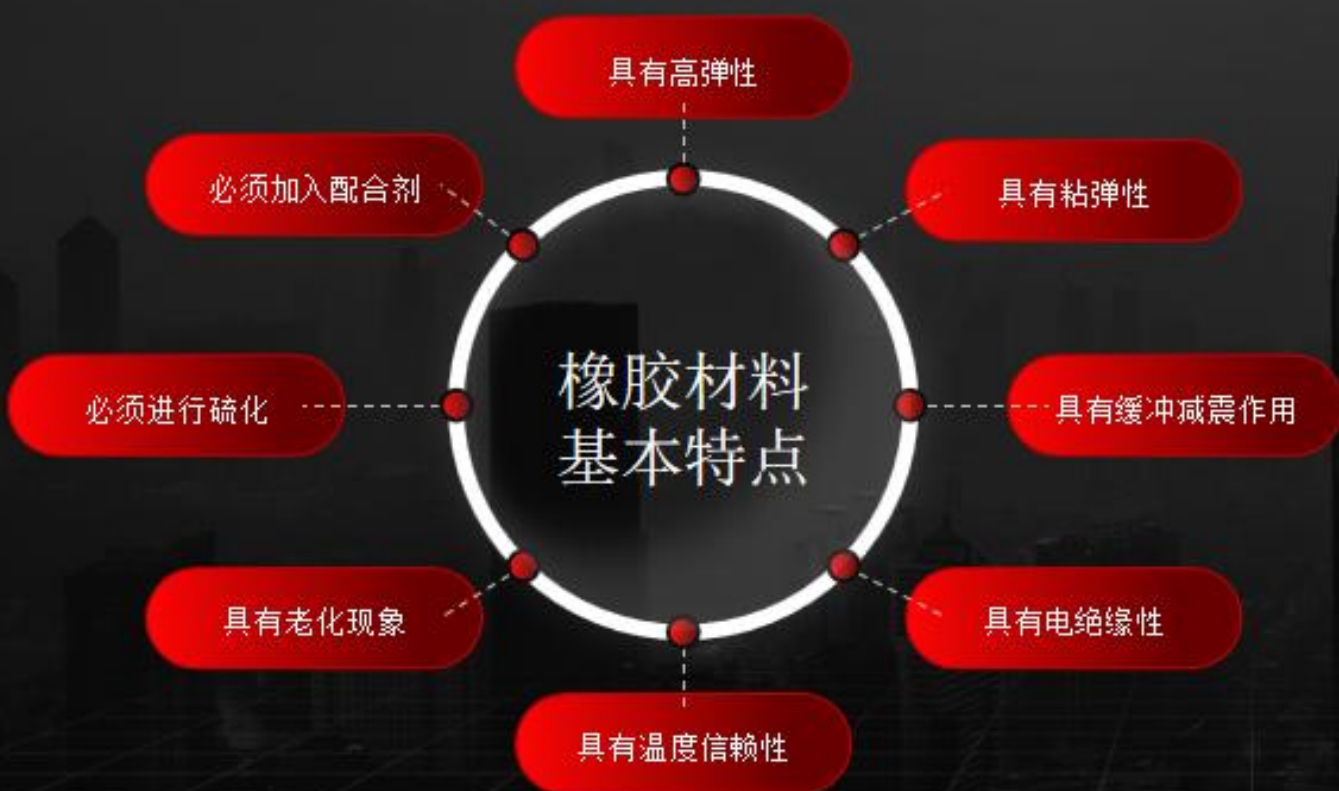 具有高弹性
必须加入配合剂
具有粘弹性
橡胶材料
基本特点
必须进行硫化
具有缓冲减震作用
具有老化现象
具有电绝缘性
具有温度信赖性